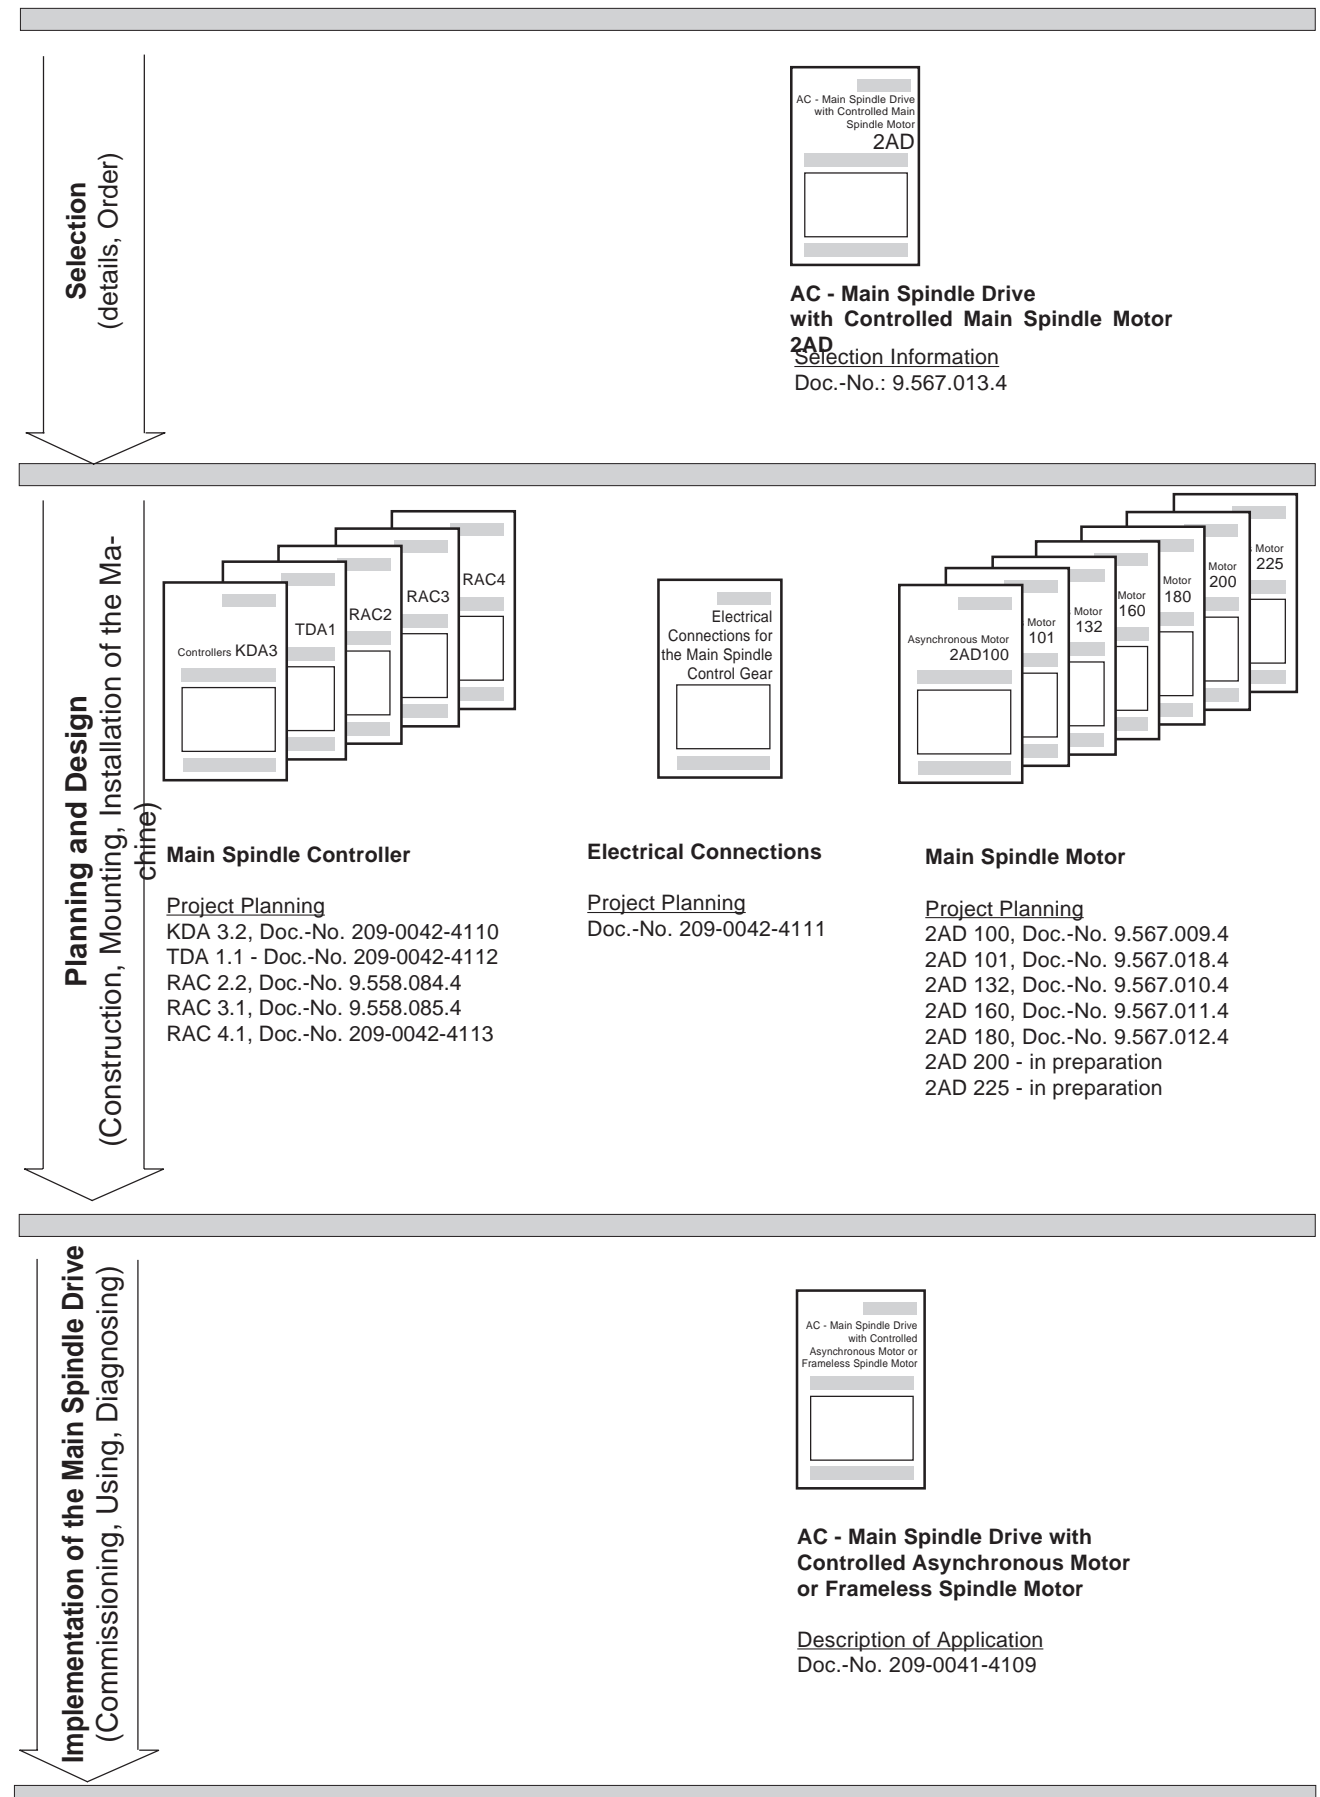 Selection
(details, Order)
AC - Main Spindle Drive
with Controlled Main
Spindle Motor
2AD
AC - Main Spindle Drive
with Controlled Main Spindle Motor
2AD
Selection Information
Doc.-No.: 9.567.013.4
Planning and Design
(Construction, Mounting, Installation of the Ma-
chine)
Controllers KDA3
TDA1
RAC2
RAC3
RAC4
Main Spindle Controller
Project Planning
KDA 3.2, Doc.-No. 209-0042-4110
TDA 1.1 - Doc.-No. 209-0042-4112
RAC 2.2, Doc.-No. 9.558.084.4
RAC 3.1, Doc.-No. 9.558.085.4
RAC 4.1, Doc.-No. 209-0042-4113
Electrical
Connections for
the Main Spindle
Control Gear
Electrical Connections
Project Planning
Doc.-No. 209-0042-4111
Asynchronous Motor
2AD100
Motor
101
Motor
132
Motor
160
Motor
180
Motor
200
Motor
225
Main Spindle Motor
Project Planning
2AD 100, Doc.-No. 9.567.009.4
2AD 101, Doc.-No. 9.567.018.4
2AD 132, Doc.-No. 9.567.010.4
2AD 160, Doc.-No. 9.567.011.4
2AD 180, Doc.-No. 9.567.012.4
2AD 200 - in preparation
2AD 225 - in preparation
Implementation of the Main Spindle Drive
(Commissioning, Using, Diagnosing)
AC - Main Spindle Drive
with Controlled
Asynchronous Motor or
Frameless Spindle Motor
AC - Main Spindle Drive with
Controlled Asynchronous Motor
or Frameless Spindle Motor
Description of Application
Doc.-No. 209-0041-4109